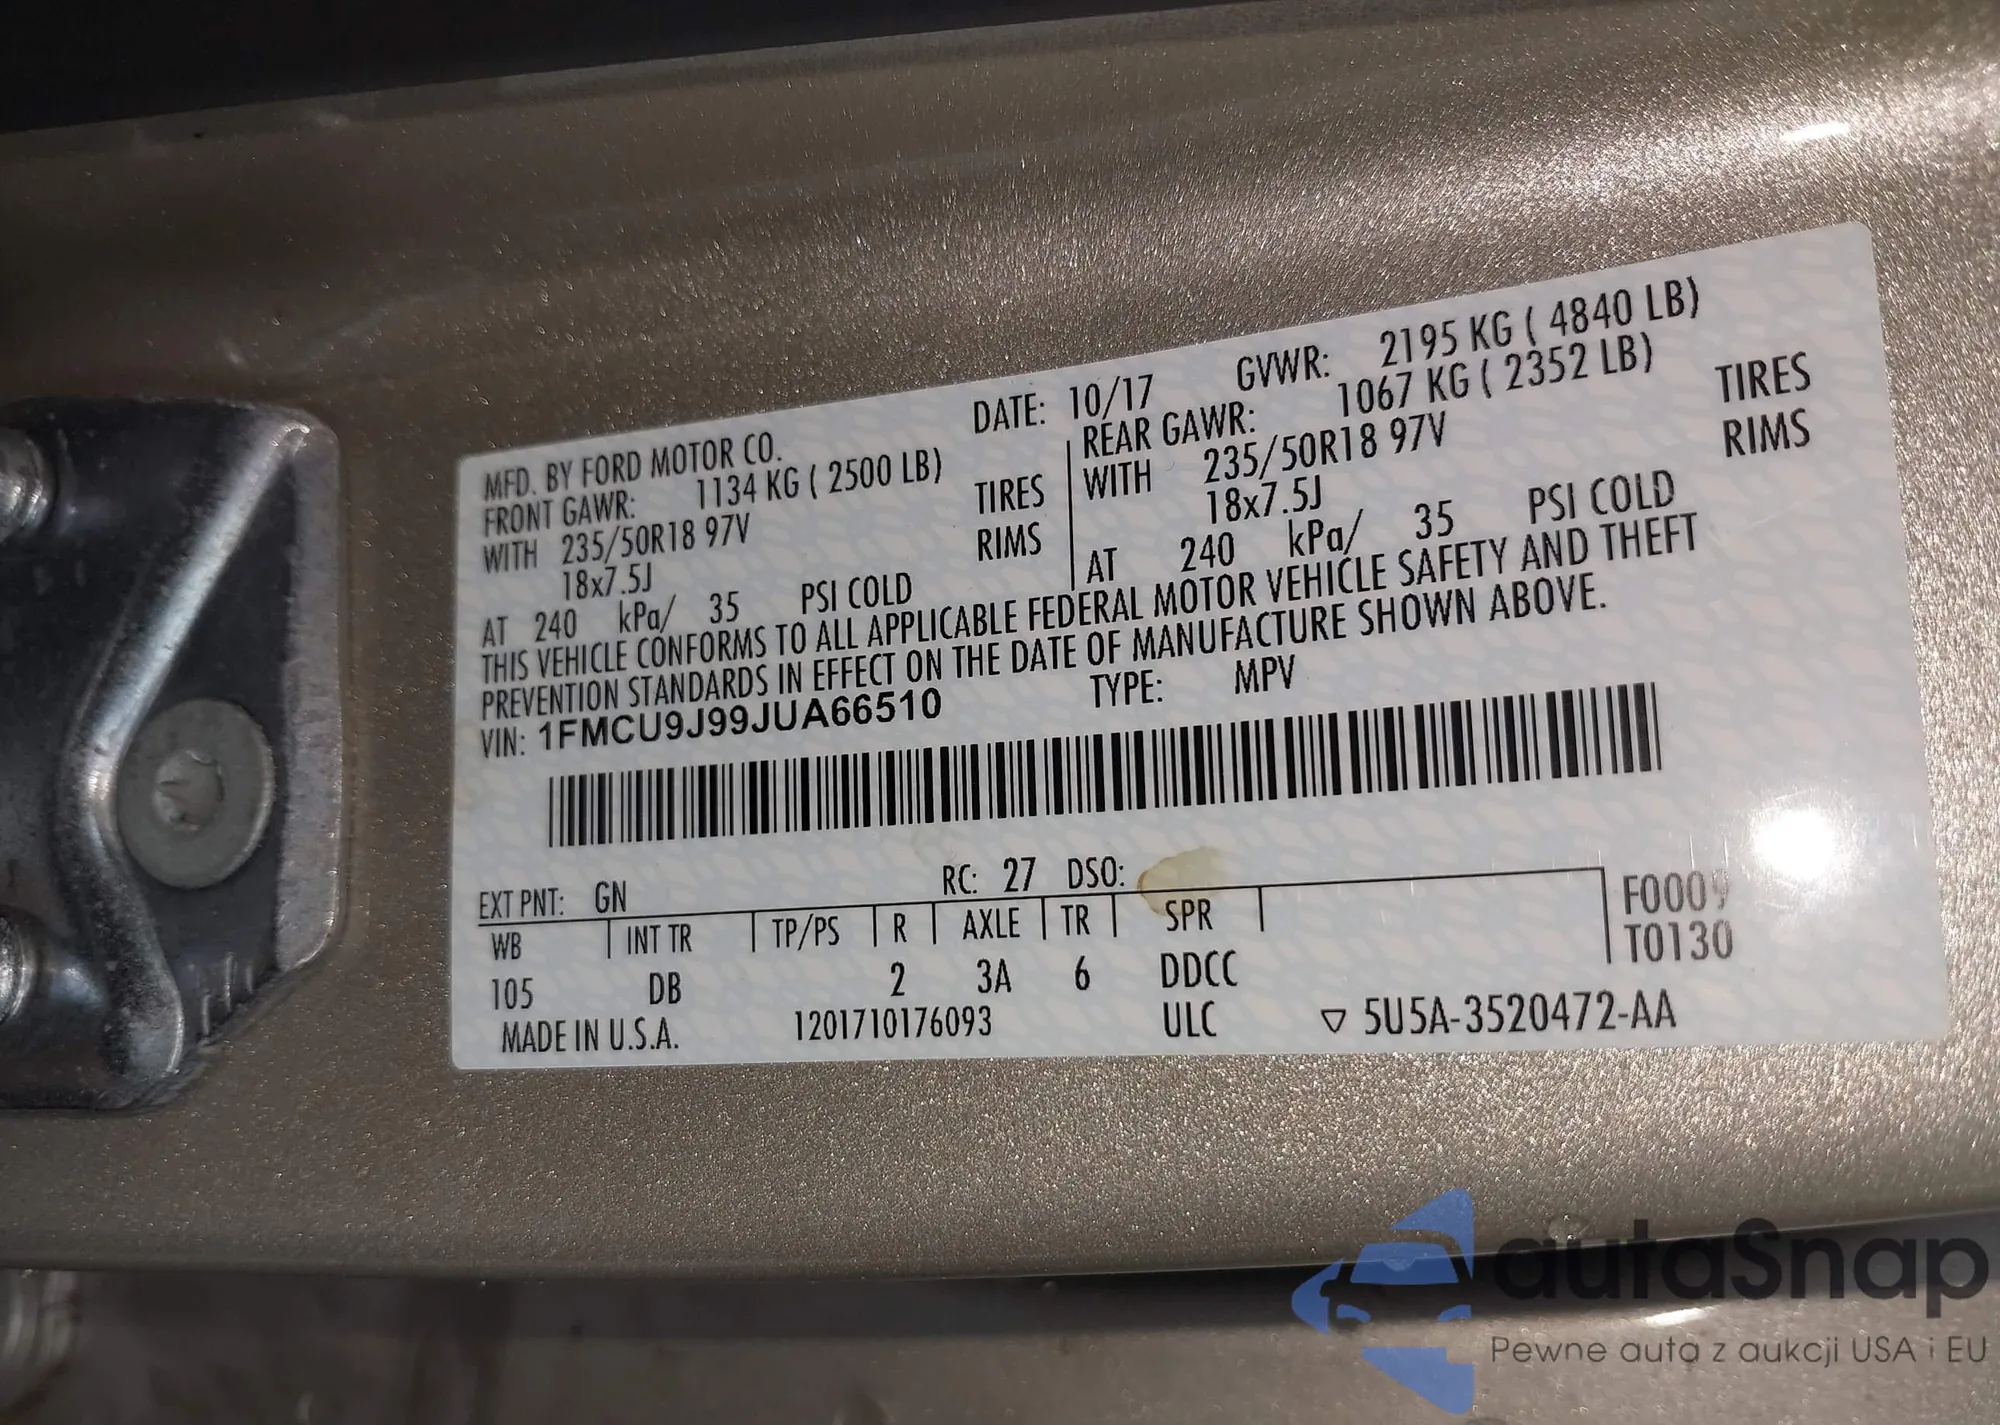 MFD. BY FORD MOTOR CO. DATE: 10/17 GVWR: 2195 KG ( 4840 LB)
FRONT GAWR: 1134 KG ( 2500 LB) REAR GAWR: 1067 KG ( 2352 LB)
WITH 235/50R18 97V TIRES WITH 235/50R18 97V TIRES
18x7.5J RIMS 18x7.5J RIMS
AT 240 kPa/ 35 PSI COLD AT 240 kPa/ 35 PSI COLD
THIS VEHICLE CONFORMS TO ALL APPLICABLE FEDERAL MOTOR VEHICLE SAFETY AND THEFT
PREVENTION STANDARDS IN EFFECT ON THE DATE OF MANUFACTURE SHOWN ABOVE.
VIN: 1FMCU9J99JUA66510 TYPE: MPV
EXT PNT: GN RC: 27 DSO:
WB INT TR TP/PS R AXLE TR SPR F0009
105 DB 2 3A 6 DDCC T0130
MADE IN U.S.A. 1201710176093 ULC ▽ 5U5A-3520472-AA
autaSnap
Pewne auta z aukcji USA i EU